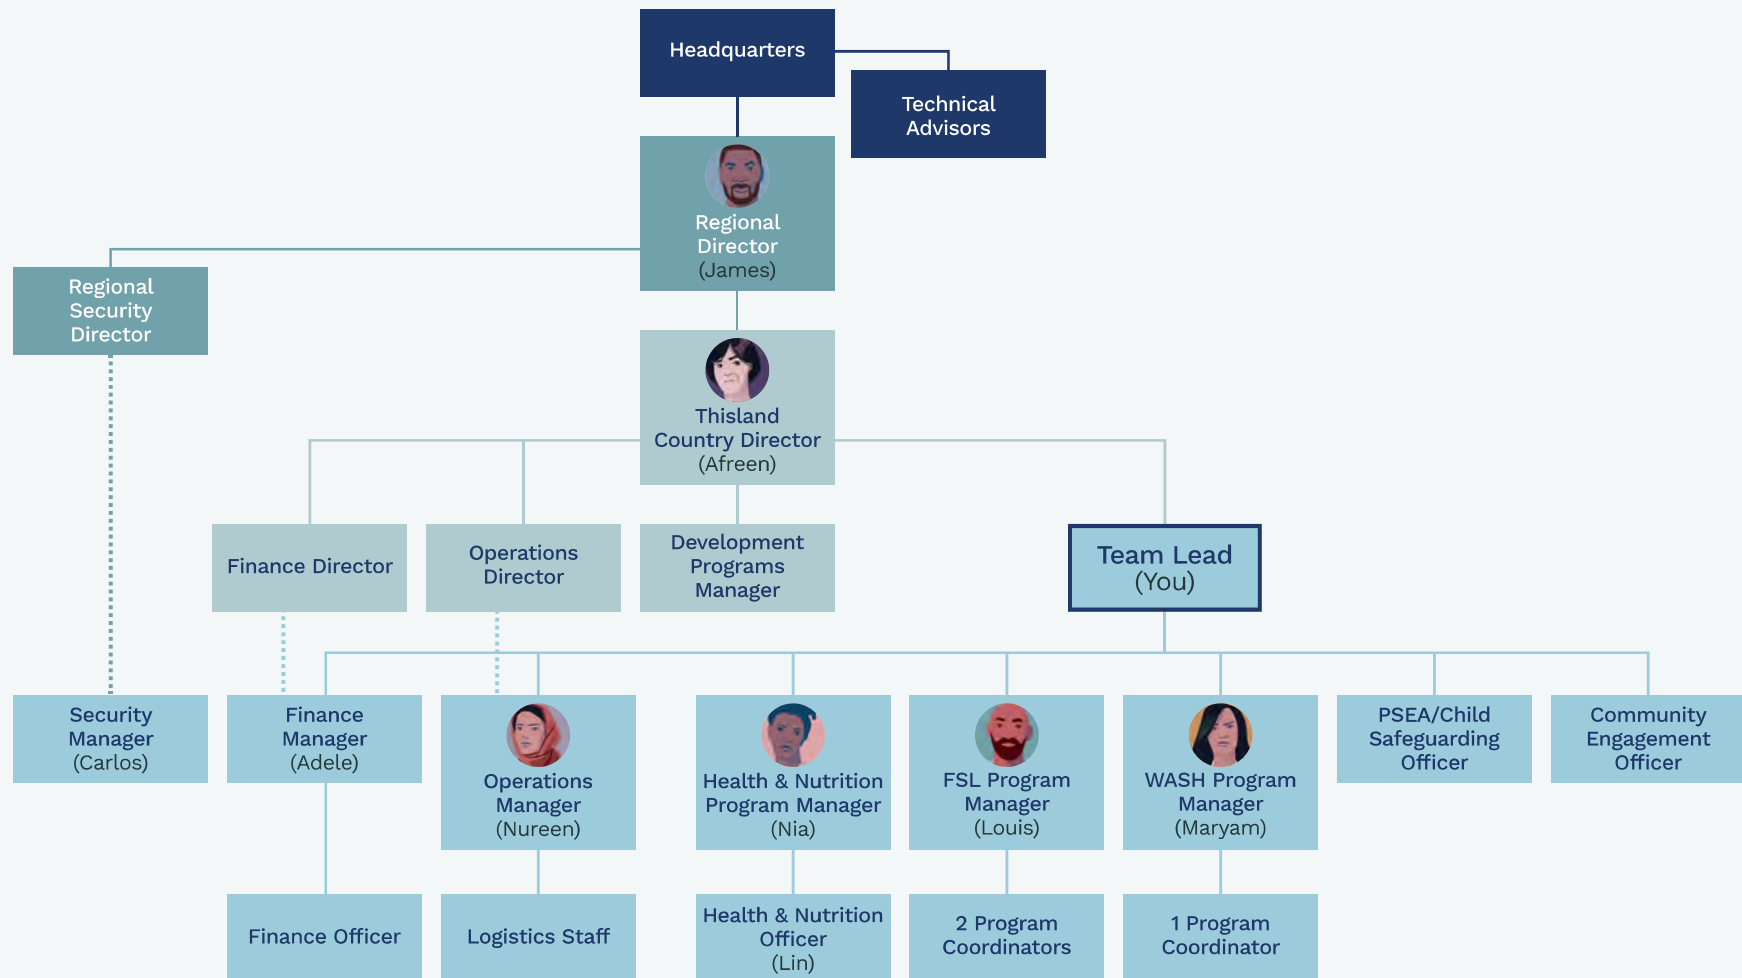 Headquarters
Technical
Advisors
Regional
Director
(James)
Regional
Security
Director
Thisland
Country Director
(Afreen)
Finance Director
Operations
Director
Development
Programs
Manager
Team Lead
(You)
Security
Manager
(Carlos)
Finance
Manager
(Adele)
Operations
Manager
(Nureen)
Health & Nutrition
Program Manager
(Nia)
FSL Program
Manager
(Louis)
WASH Program
Manager
(Maryam)
PSEA/Child
Safeguarding
Officer
Community
Engagement
Officer
Finance Officer
Logistics Staff
Health & Nutrition
Officer
(Lin)
2 Program
Coordinators
1 Program
Coordinator